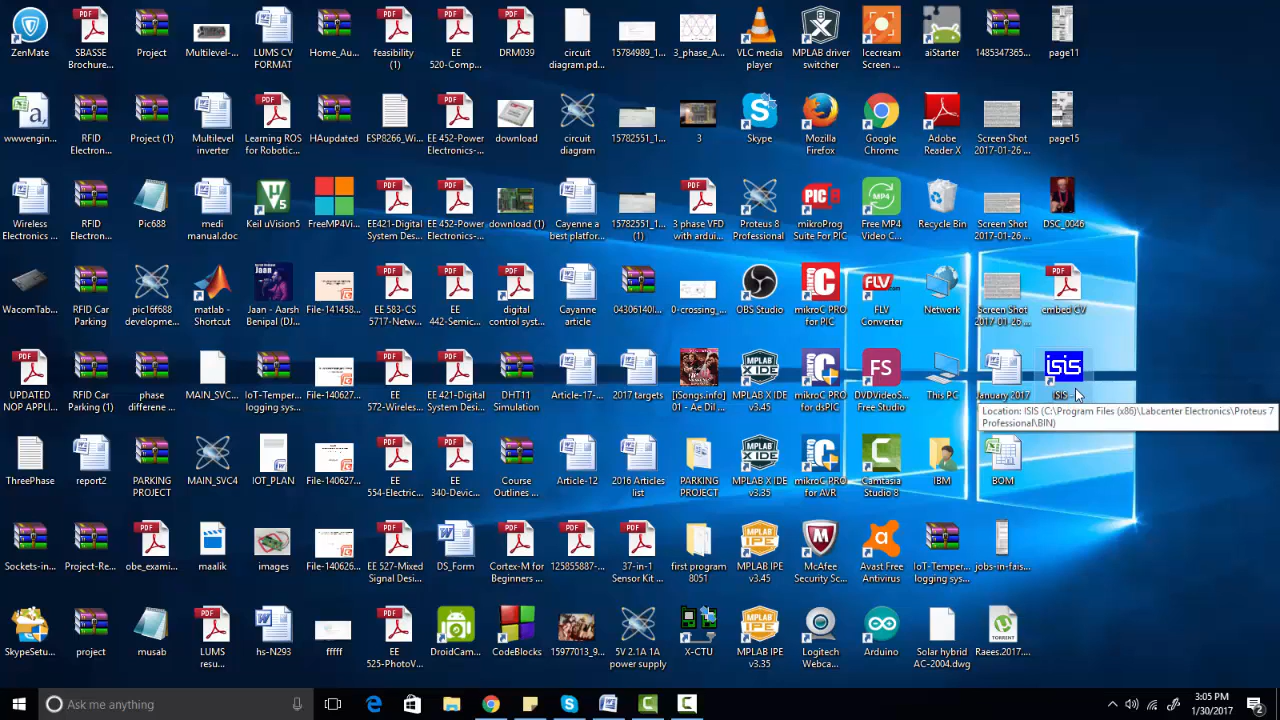 ZenMate
SBASSE
Brochure...
Project
Multilevel-...
LUMS CV
FORMAT
Home_Au...
feasibility
(1)
EE
520-Comp...
DRM039
circuit
diagram.pd...
15784989_1...
3_phase_A...
VLC media
player
MPLAB driver
switcher
Icecream
Screen ...
aiStarter
1485347365...
page11
wwwengin...
RFID
Electron...
Project (1)
Multilevel
inverter
Learning ROS
for Robotic...
HAupdated
ESP8266_Wi...
EE 452-Power
Electronics-...
download
circuit
diagram
15782551_1...
3
Skype
Mozilla
Firefox
Google
Chrome
Adobe
Reader X
Screen Shot
2017-01-26 ...
page15
Wireless
Electronics ...
RFID
Electron...
Pic688
medi
manual.doc
Keil uVision5
FreeMP4Vi...
EE421-Digital
System Des...
EE 452-Power
Electronics-...
download (1)
Cayenne a
best platfor...
15782551_1...
(1)
3 phase VFD
with ardui...
Proteus 8
Professional
mikroProg
Suite For PIC
Free MP4
Video C...
Recycle Bin
Screen Shot
2017-01-26 ...
DSC_0046
WacomTab...
RFID Car
Parking
pic16f688
developme...
matlab -
Shortcut
Jaan - Aarsh
Benipal (DJ...
File-141458...
EE 583-CS
5717-Netw...
EE
442-Semic...
digital
control syst...
Cayanne
article
04306140I...
0-crossing_...
OBS Studio
mikroC PRO
for PIC
FLV
Converter
Network
Screen Shot
2017-01-26 ...
embed CV
UPDATED
NOP APPLI...
RFID Car
Parking (1)
phase
differene ...
MAIN_SVC...
IoT-Temper...
logging sys...
File-140627...
EE
572-Wireles...
EE 421-Digital
System Desi...
DHT11
Simulation
Article-17-...
2017 targets
[iSongs.info]
01 - Ae Dil ...
MPLAB X IDE
v3.45
mikroC PRO
for dsPIC
DVDVideoS...
Free Studio
This PC
January 2017
ISIS
Location: ISIS (C:\Program Files (x86)\Labcenter Electronics\Proteus 7
Professional\BIN)
ThreePhase
report2
PARKING
PROJECT
MAIN_SVC4
IOT_PLAN
File-140627...
EE
554-Electric...
EE
340-Devic...
Course
Outlines ...
Article-12
2016 Articles
list
PARKING
PROJECT
MPLAB X IDE
v3.35
mikroC PRO
for AVR
Camtasia
Studio 8
IBM
BOM
Sockets-in...
Project-Re...
obe_exami...
maalik
images
File-140626...
EE 527-Mixed
Signal Desi...
DS_Form
Cortex-M for
Beginners ...
125855887-...
37-in-1
Sensor Kit ...
first program
8051
MPLAB IPE
v3.45
McAfee
Security Sc...
Avast Free
Antivirus
IoT-Temper...
logging sys...
jobs-in-fais...
SkypeSetu...
project
musab
LUMS
resu...
hs-N293
fffff
EE
525-PhotoV...
DroidCam...
CodeBlocks
15977013_9...
5V 2.1A 1A
power supply
X-CTU
MPLAB IPE
v3.35
Logitech
Webca...
Arduino
Solar hybrid
AC-2004.dwg
Raees.2017....
Ask me anything
3:05 PM
1/30/2017